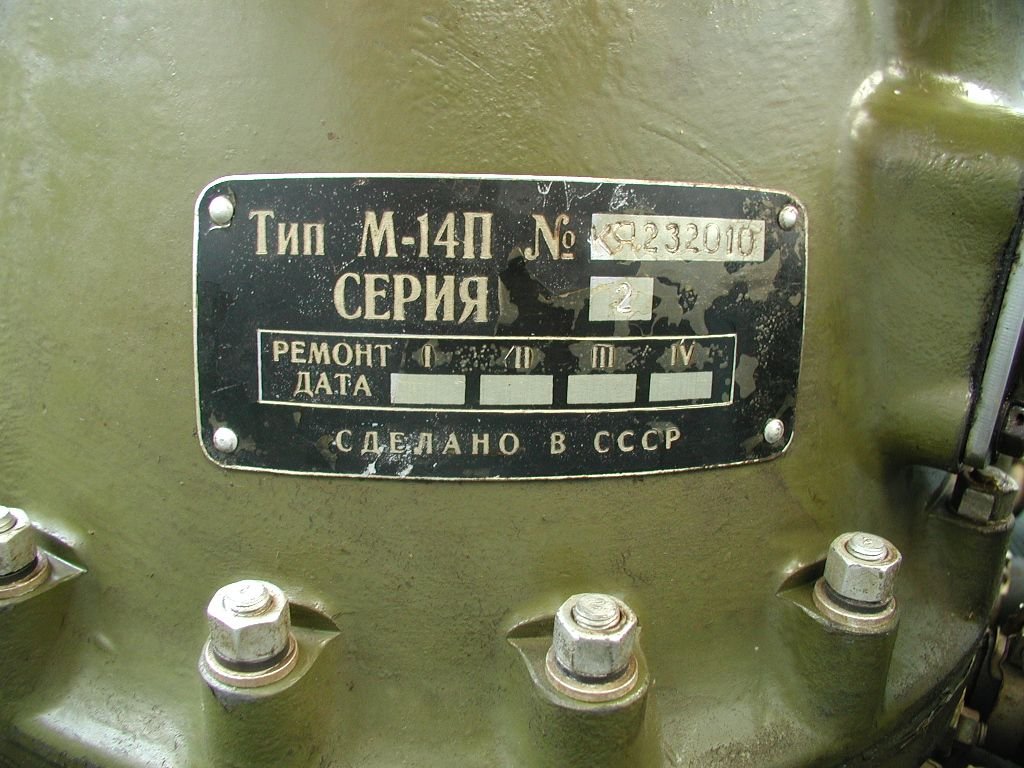 Тип М-14П № КЯ232010
СЕРИЯ 2
РЕМОНТ I II III IV
ДАТА
СДЕЛАНО В СССР